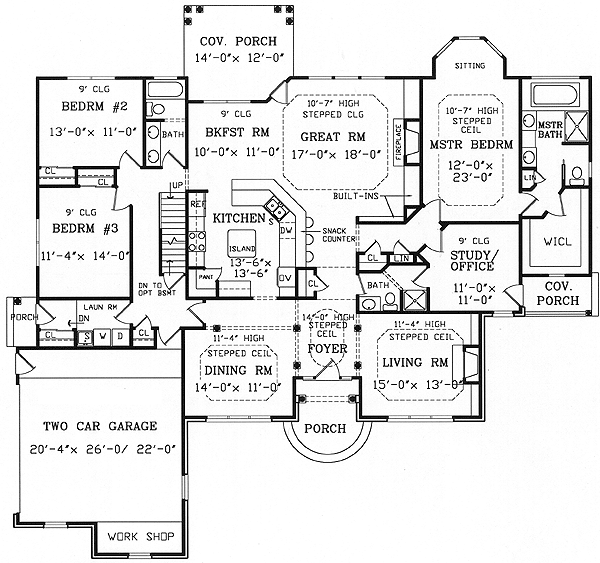 COV. PORCH
14'-0"x 12'-0"
SITTING
9' CLG
BEDRM #2
13'-0"x 11'-0"
BATH
CL
CL
9' CLG
BKFST RM
10'-0"x 11'-0"
10'-7" HIGH
STEPPED CLG
GREAT RM
17'-0"x 18'-0"
FIREPLACE
BUILT-INS
10'-7" HIGH
STEPPED
CEIL
MSTR BEDRM
12'-0"x
23'-0"
MSTR
BATH
LIN
WICL
UP
REF
KITCHEN
S
DW
ISLAND
13'-6"x
13'-6"
PANT
OV
SNACK
COUNTER
9' CLG
BEDRM #3
11'-4"x 14'-0"
DN TO
OPT BSMT
CL
LIN
CL
BATH
9' CLG
STUDY/
OFFICE
11'-0"x
11'-0"
COV.
PORCH
PORCH
LAUN RM
DN
CL
W
D
CL
11'-4" HIGH
STEPPED CEIL
DINING RM
14'-0"x 11'-0"
14'-0" HIGH
STEPPED
CEIL
FOYER
11'-4" HIGH
STEPPED CEIL
LIVING RM
15'-0"x 13'-0"
PORCH
TWO CAR GARAGE
20'-4"x 26'-0/ 22'-0"
WORK SHOP